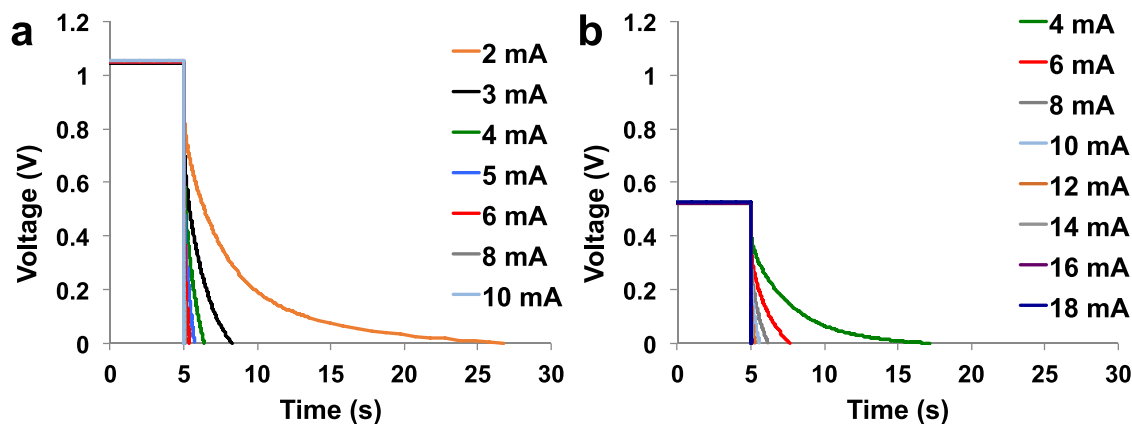 a
1.2
1
0.8
0.6
0.4
0.2
0
Voltage (V)
0 5 10 15 20 25 30
Time (s)
2 mA
3 mA
4 mA
5 mA
6 mA
8 mA
10 mA
b
1.2
1
0.8
0.6
0.4
0.2
0
Voltage (V)
0 5 10 15 20 25 30
Time (s)
4 mA
6 mA
8 mA
10 mA
12 mA
14 mA
16 mA
18 mA